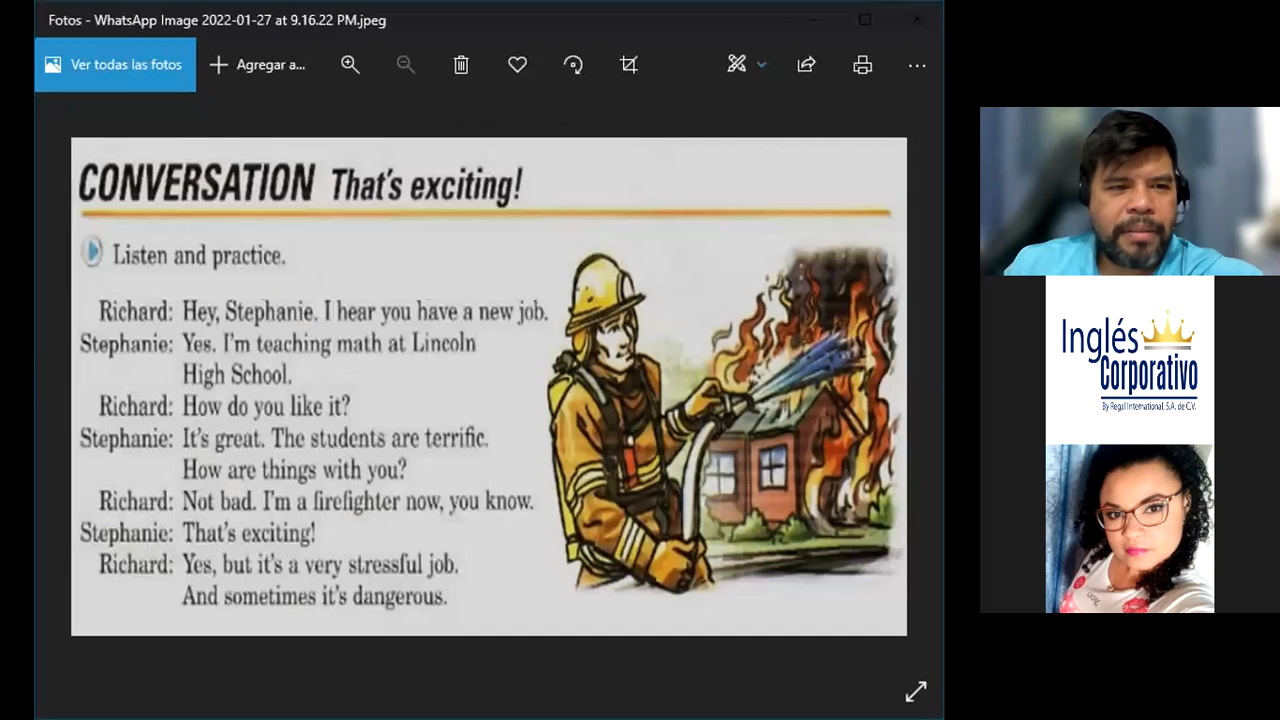 Fotos - WhatsApp Image 2022-01-27 at 9.16.22 PM.jpeg
Ver todas las fotos
Agregar a...
CONVERSATION That's exciting!
Listen and practice.
Richard: Hey, Stephanie. I hear you have a new job.
Stephanie: Yes. I'm teaching math at Lincoln
High School.
Richard: How do you like it?
Stephanie: It's great. The students are terrific.
How are things with you?
Richard: Not bad. I'm a firefighter now, you know.
Stephanie: That's exciting!
Richard: Yes, but it's a very stressful job.
And sometimes it's dangerous.
Inglés
Corporativo
By Regal International, S.A. de C.V.